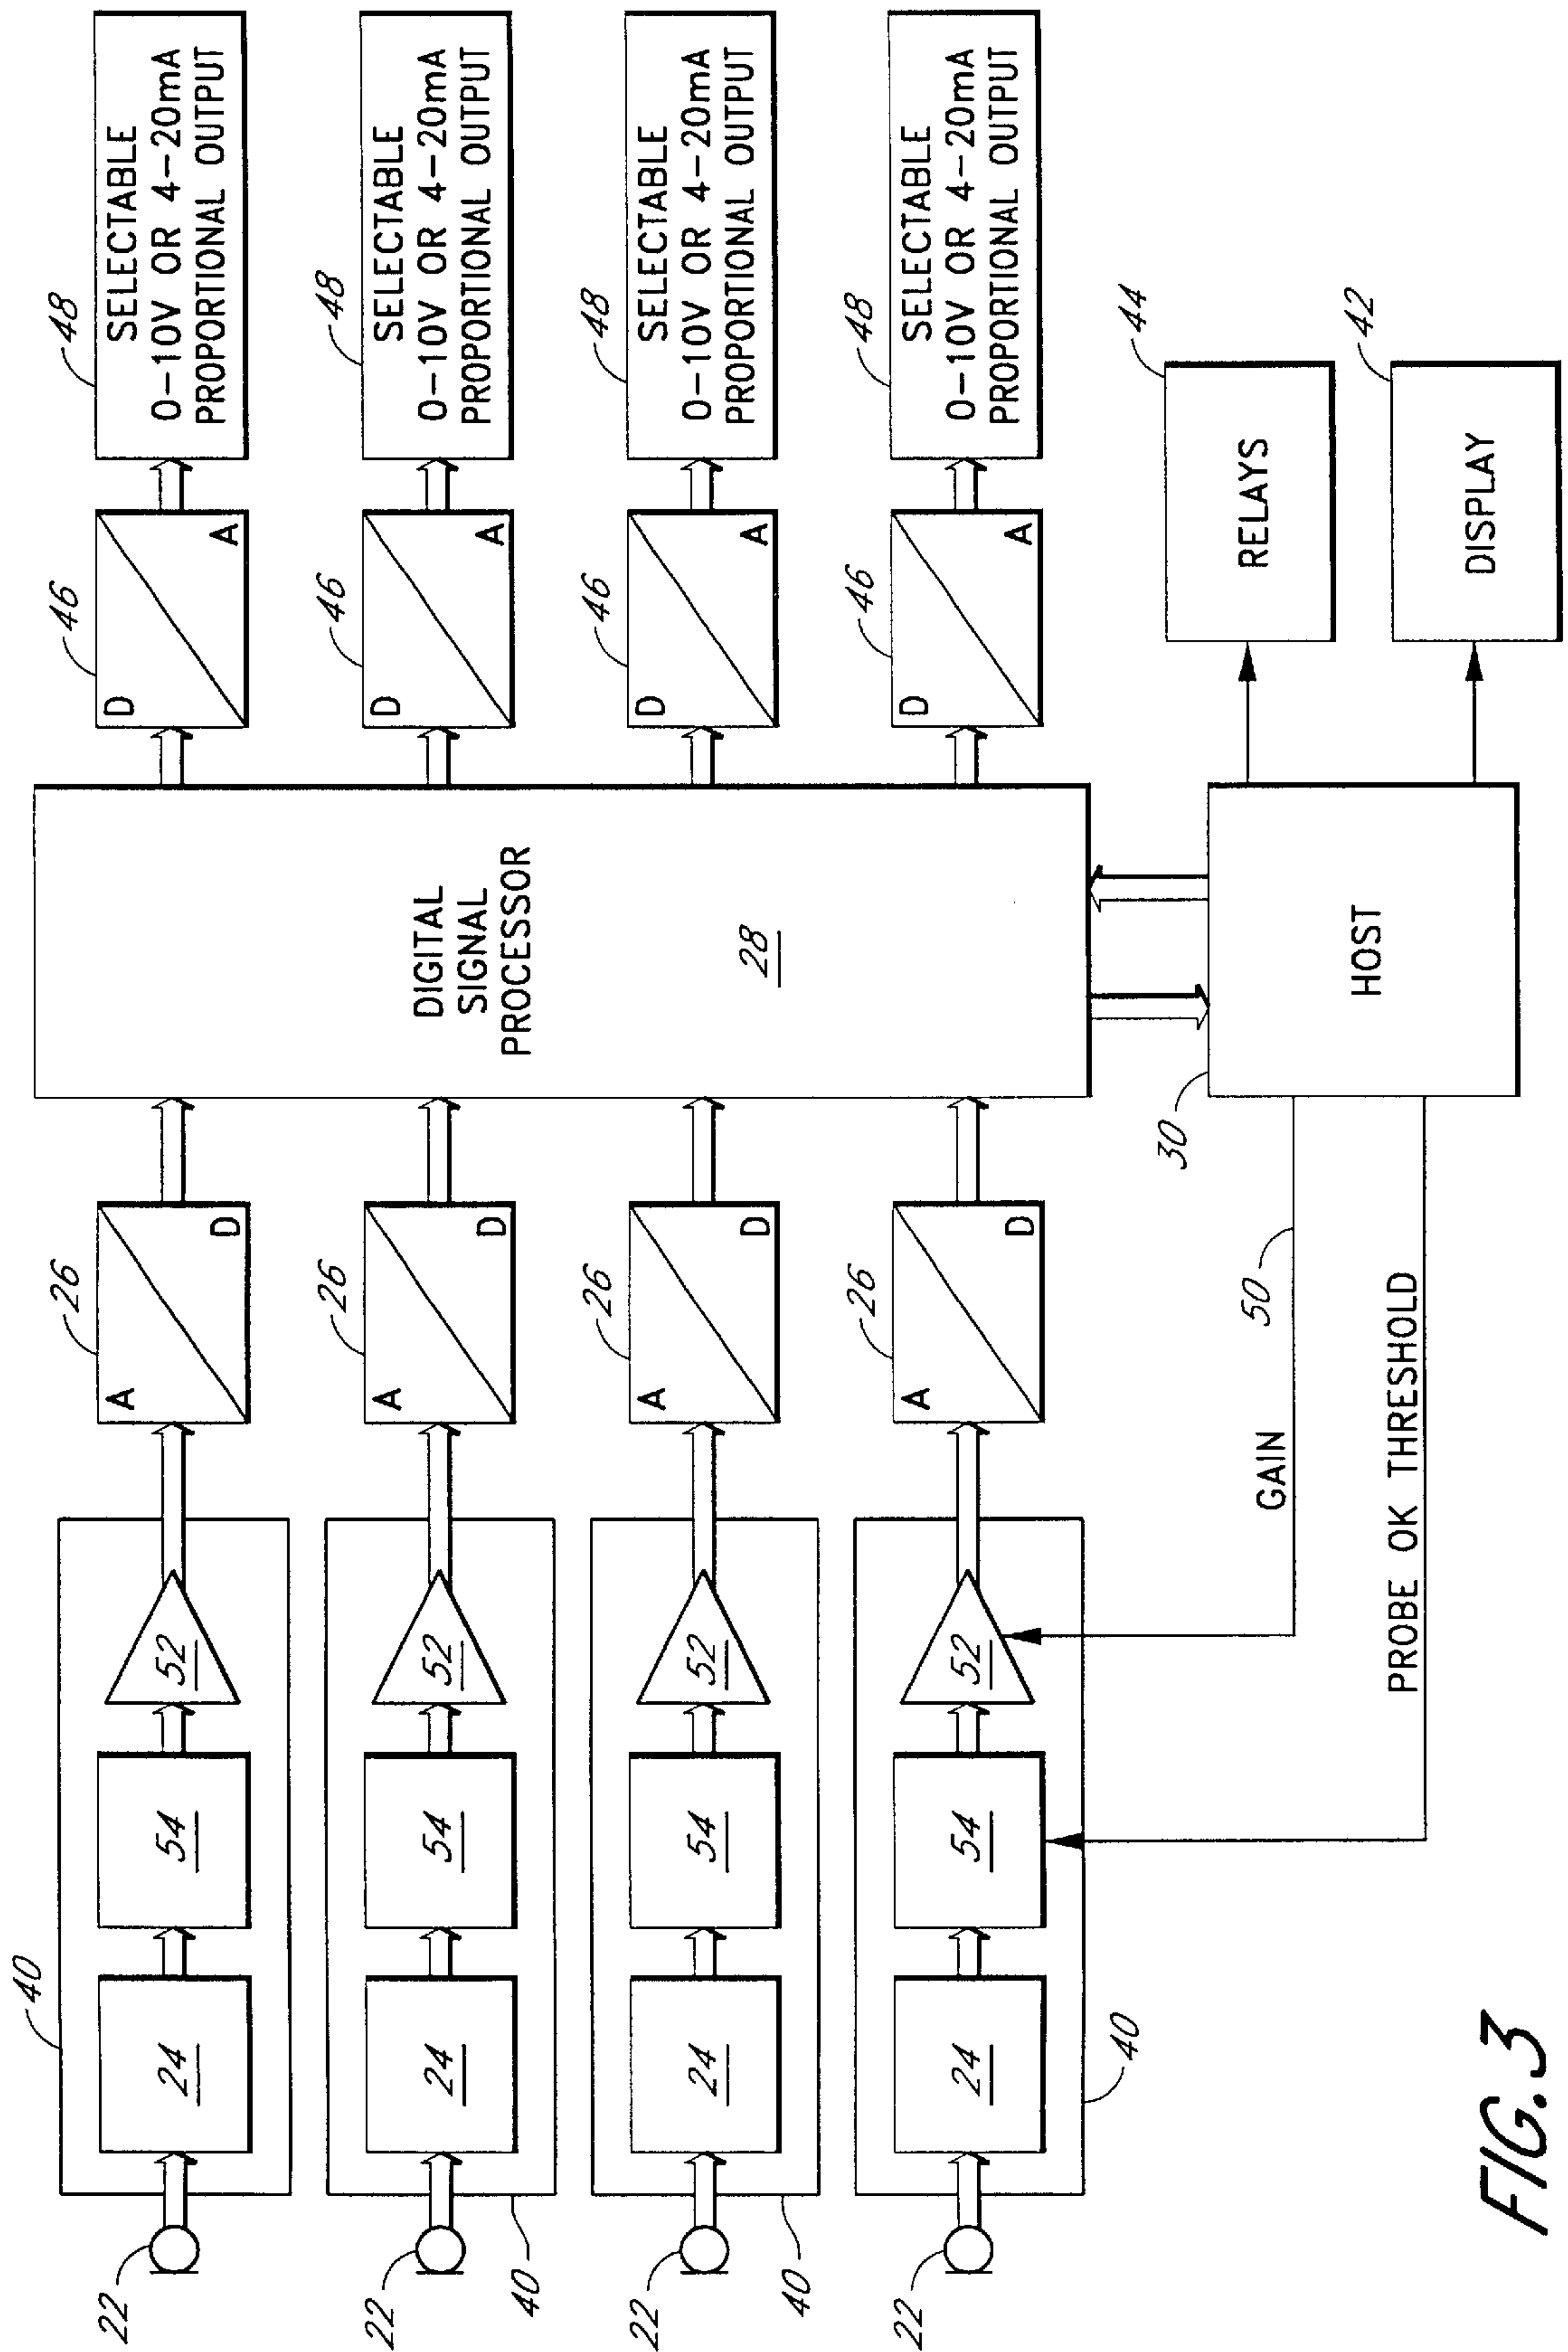 22
40
24
54
52
26
A
D
46
D
A
48
SELECTABLE
0-10V OR 4-20mA
PROPORTIONAL OUTPUT
22
40
24
54
52
26
A
D
46
D
A
48
SELECTABLE
0-10V OR 4-20mA
PROPORTIONAL OUTPUT
22
40
24
54
52
26
A
D
46
D
A
48
SELECTABLE
0-10V OR 4-20mA
PROPORTIONAL OUTPUT
22
40
24
54
52
26
A
D
46
D
A
48
SELECTABLE
0-10V OR 4-20mA
PROPORTIONAL OUTPUT
DIGITAL
SIGNAL
PROCESSOR
28
GAIN
50
PROBE OK THRESHOLD
30
HOST
44
RELAYS
42
DISPLAY
FIG. 3